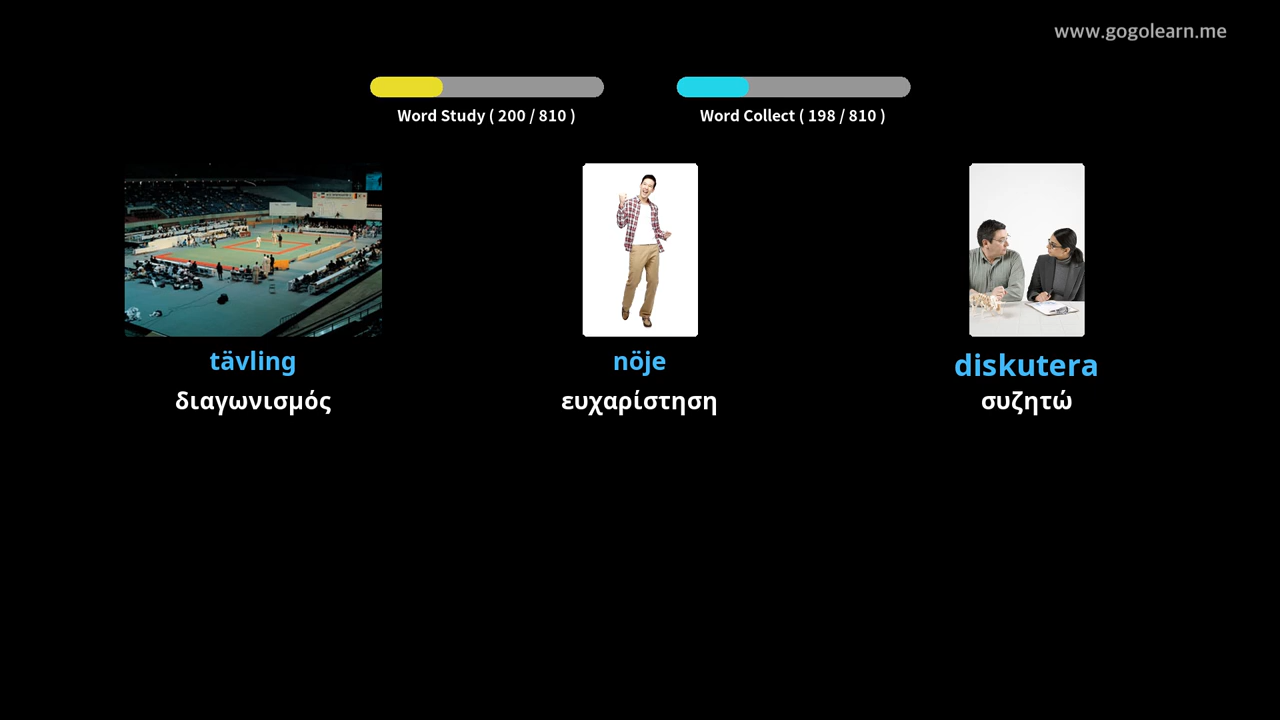 www.gogolearn.me
Word Study ( 200 / 810 )
Word Collect ( 198 / 810 )
tävling
nöje
diskutera
διαγωνισμός
ευχαρίστηση
συζητώ